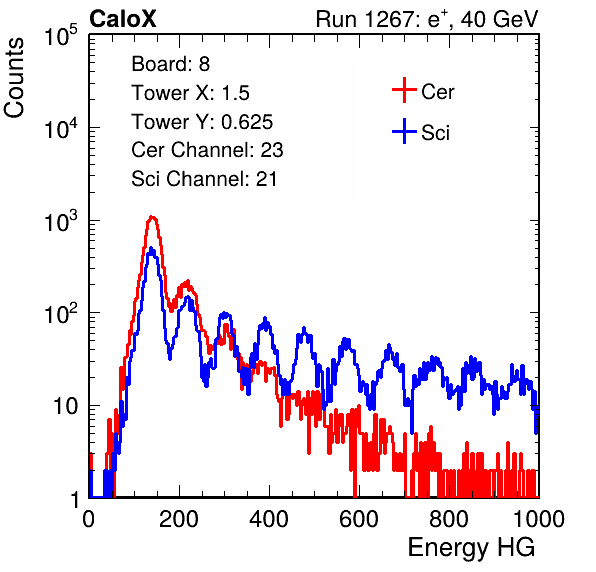 CaloX Run 1267: e⁺, 40 GeV
Counts
10⁵
10⁴
10³
10²
10
1
Board: 8
Tower X: 1.5
Tower Y: 0.625
Cer Channel: 23
Sci Channel: 21
Cer
Sci
0 200 400 600 800 1000
Energy HG